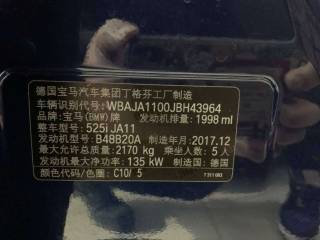 德国宝马汽车集团丁格芬工厂制造
车辆识别代号: WBAJA1100JBH43964
品牌: 宝马(BMW)牌 发动机排量: 1998 ml
整车型号: 525i JA11
发动机型号: B48B20A 制造年月: 2017.12
最大允许总质量: 2170 kg 乘坐人数: 5 人
发动机最大净功率: 135 kW 制造国: 德国
颜色代码/色圈: C10/ 5